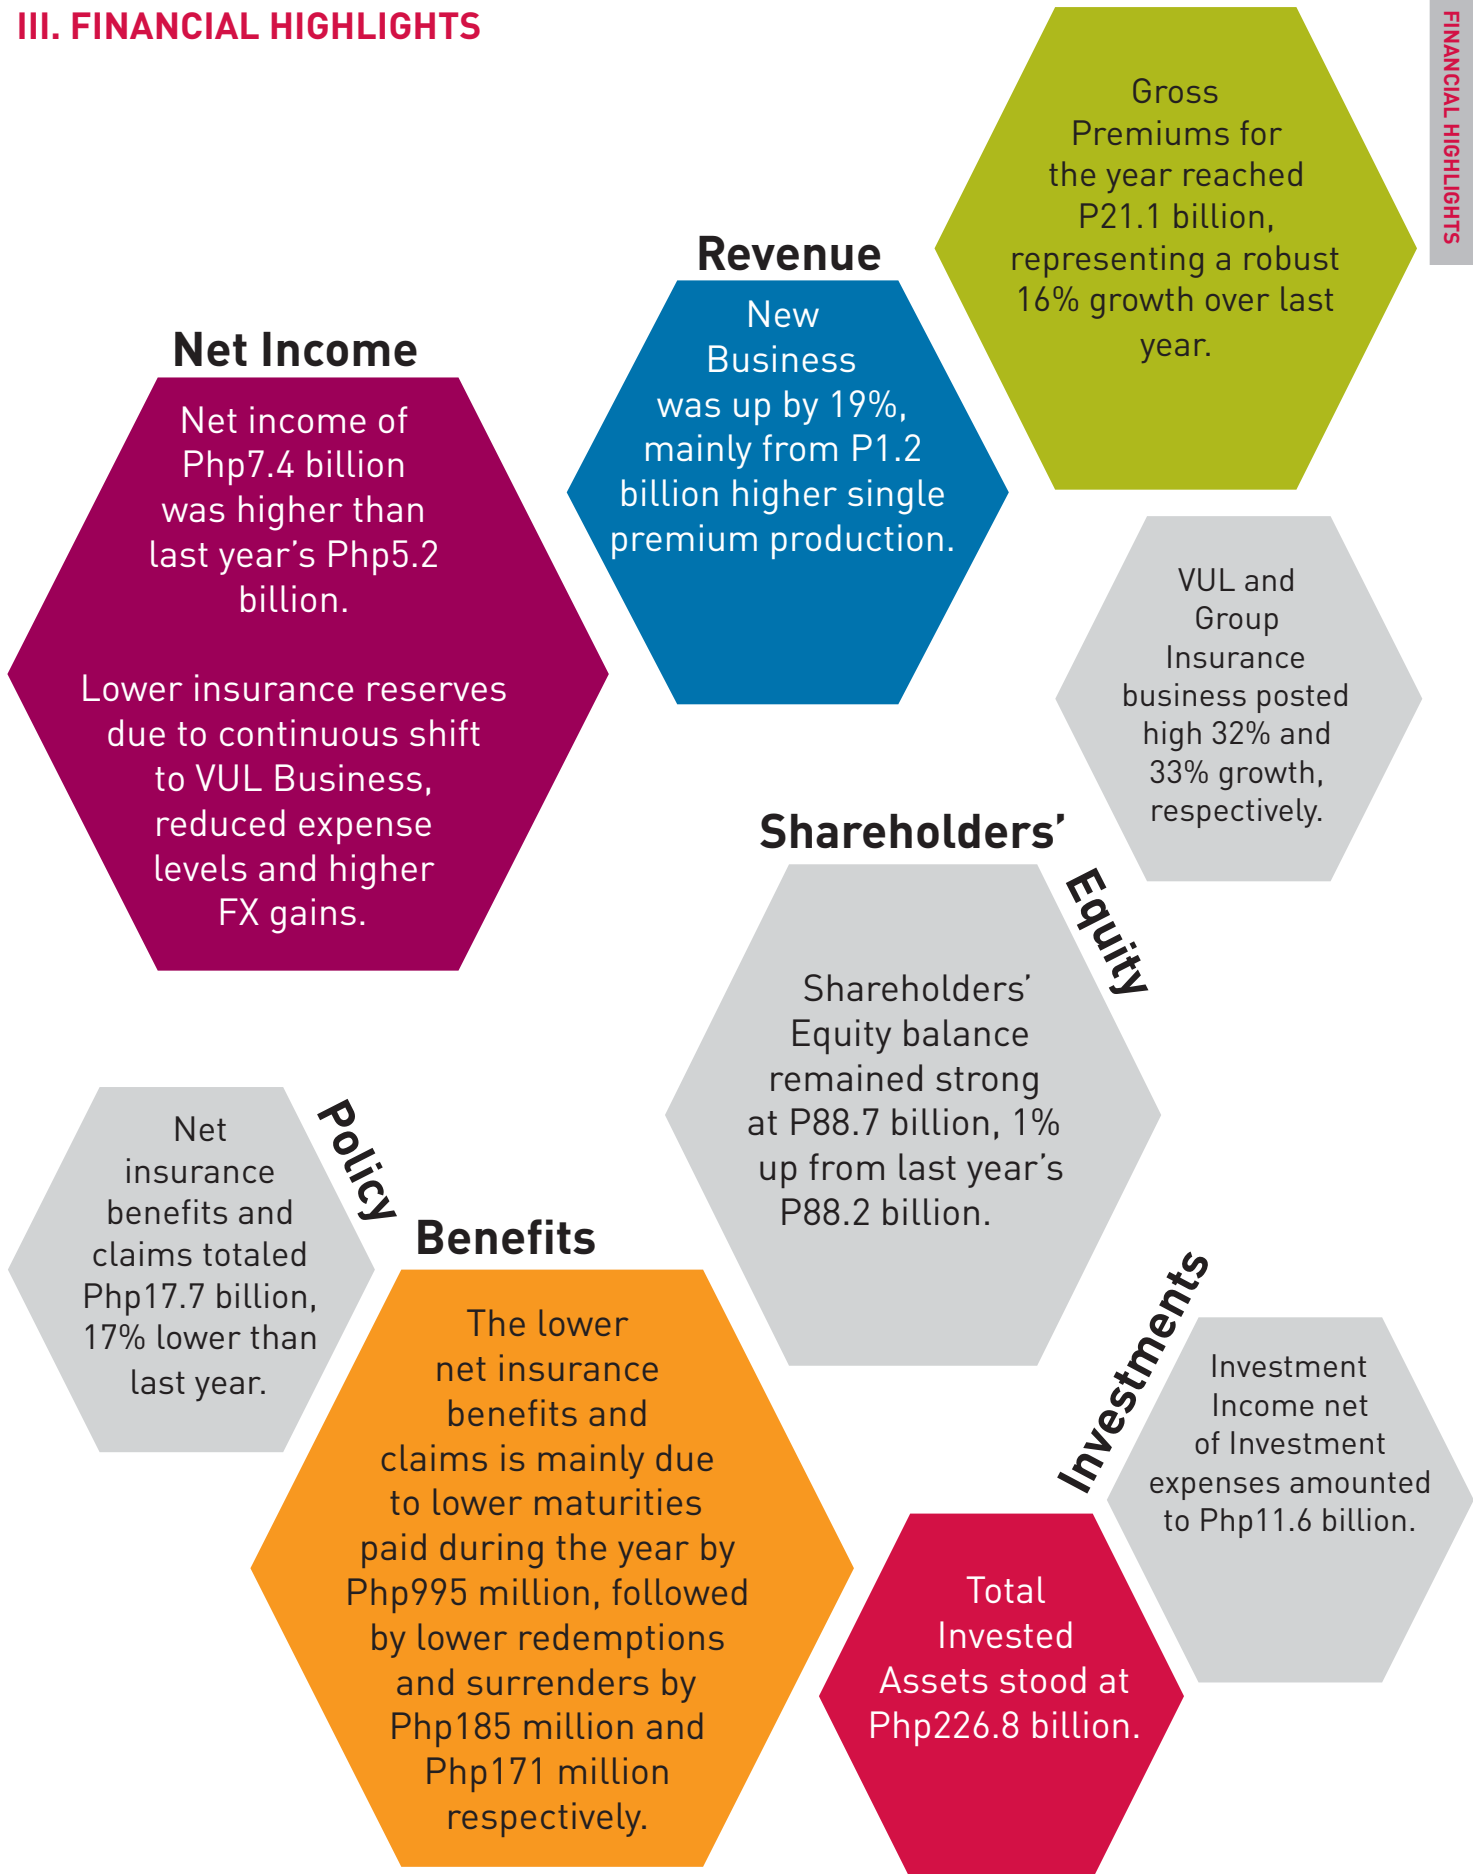 III. FINANCIAL HIGHLIGHTS
FINANCIAL HIGHLIGHTS
Net Income
Net income of
Php7.4 billion
was higher than
last year’s Php5.2
billion.
Lower insurance reserves
due to continuous shift
to VUL Business,
reduced expense
levels and higher
FX gains.
Revenue
New
Business
was up by 19%,
mainly from P1.2
billion higher single
premium production.
Gross
Premiums for
the year reached
P21.1 billion,
representing a robust
16% growth over last
year.
VUL and
Group
Insurance
business posted
high 32% and
33% growth,
respectively.
Shareholders’
Equity
Shareholders’
Equity balance
remained strong
at P88.7 billion, 1%
up from last year’s
P88.2 billion.
Policy
Benefits
Net
insurance
benefits and
claims totaled
Php17.7 billion,
17% lower than
last year.
The lower
net insurance
benefits and
claims is mainly due
to lower maturities
paid during the year by
Php995 million, followed
by lower redemptions
and surrenders by
Php185 million and
Php171 million
respectively.
Investments
Investment
Income net
of Investment
expenses amounted
to Php11.6 billion.
Total
Invested
Assets stood at
Php226.8 billion.